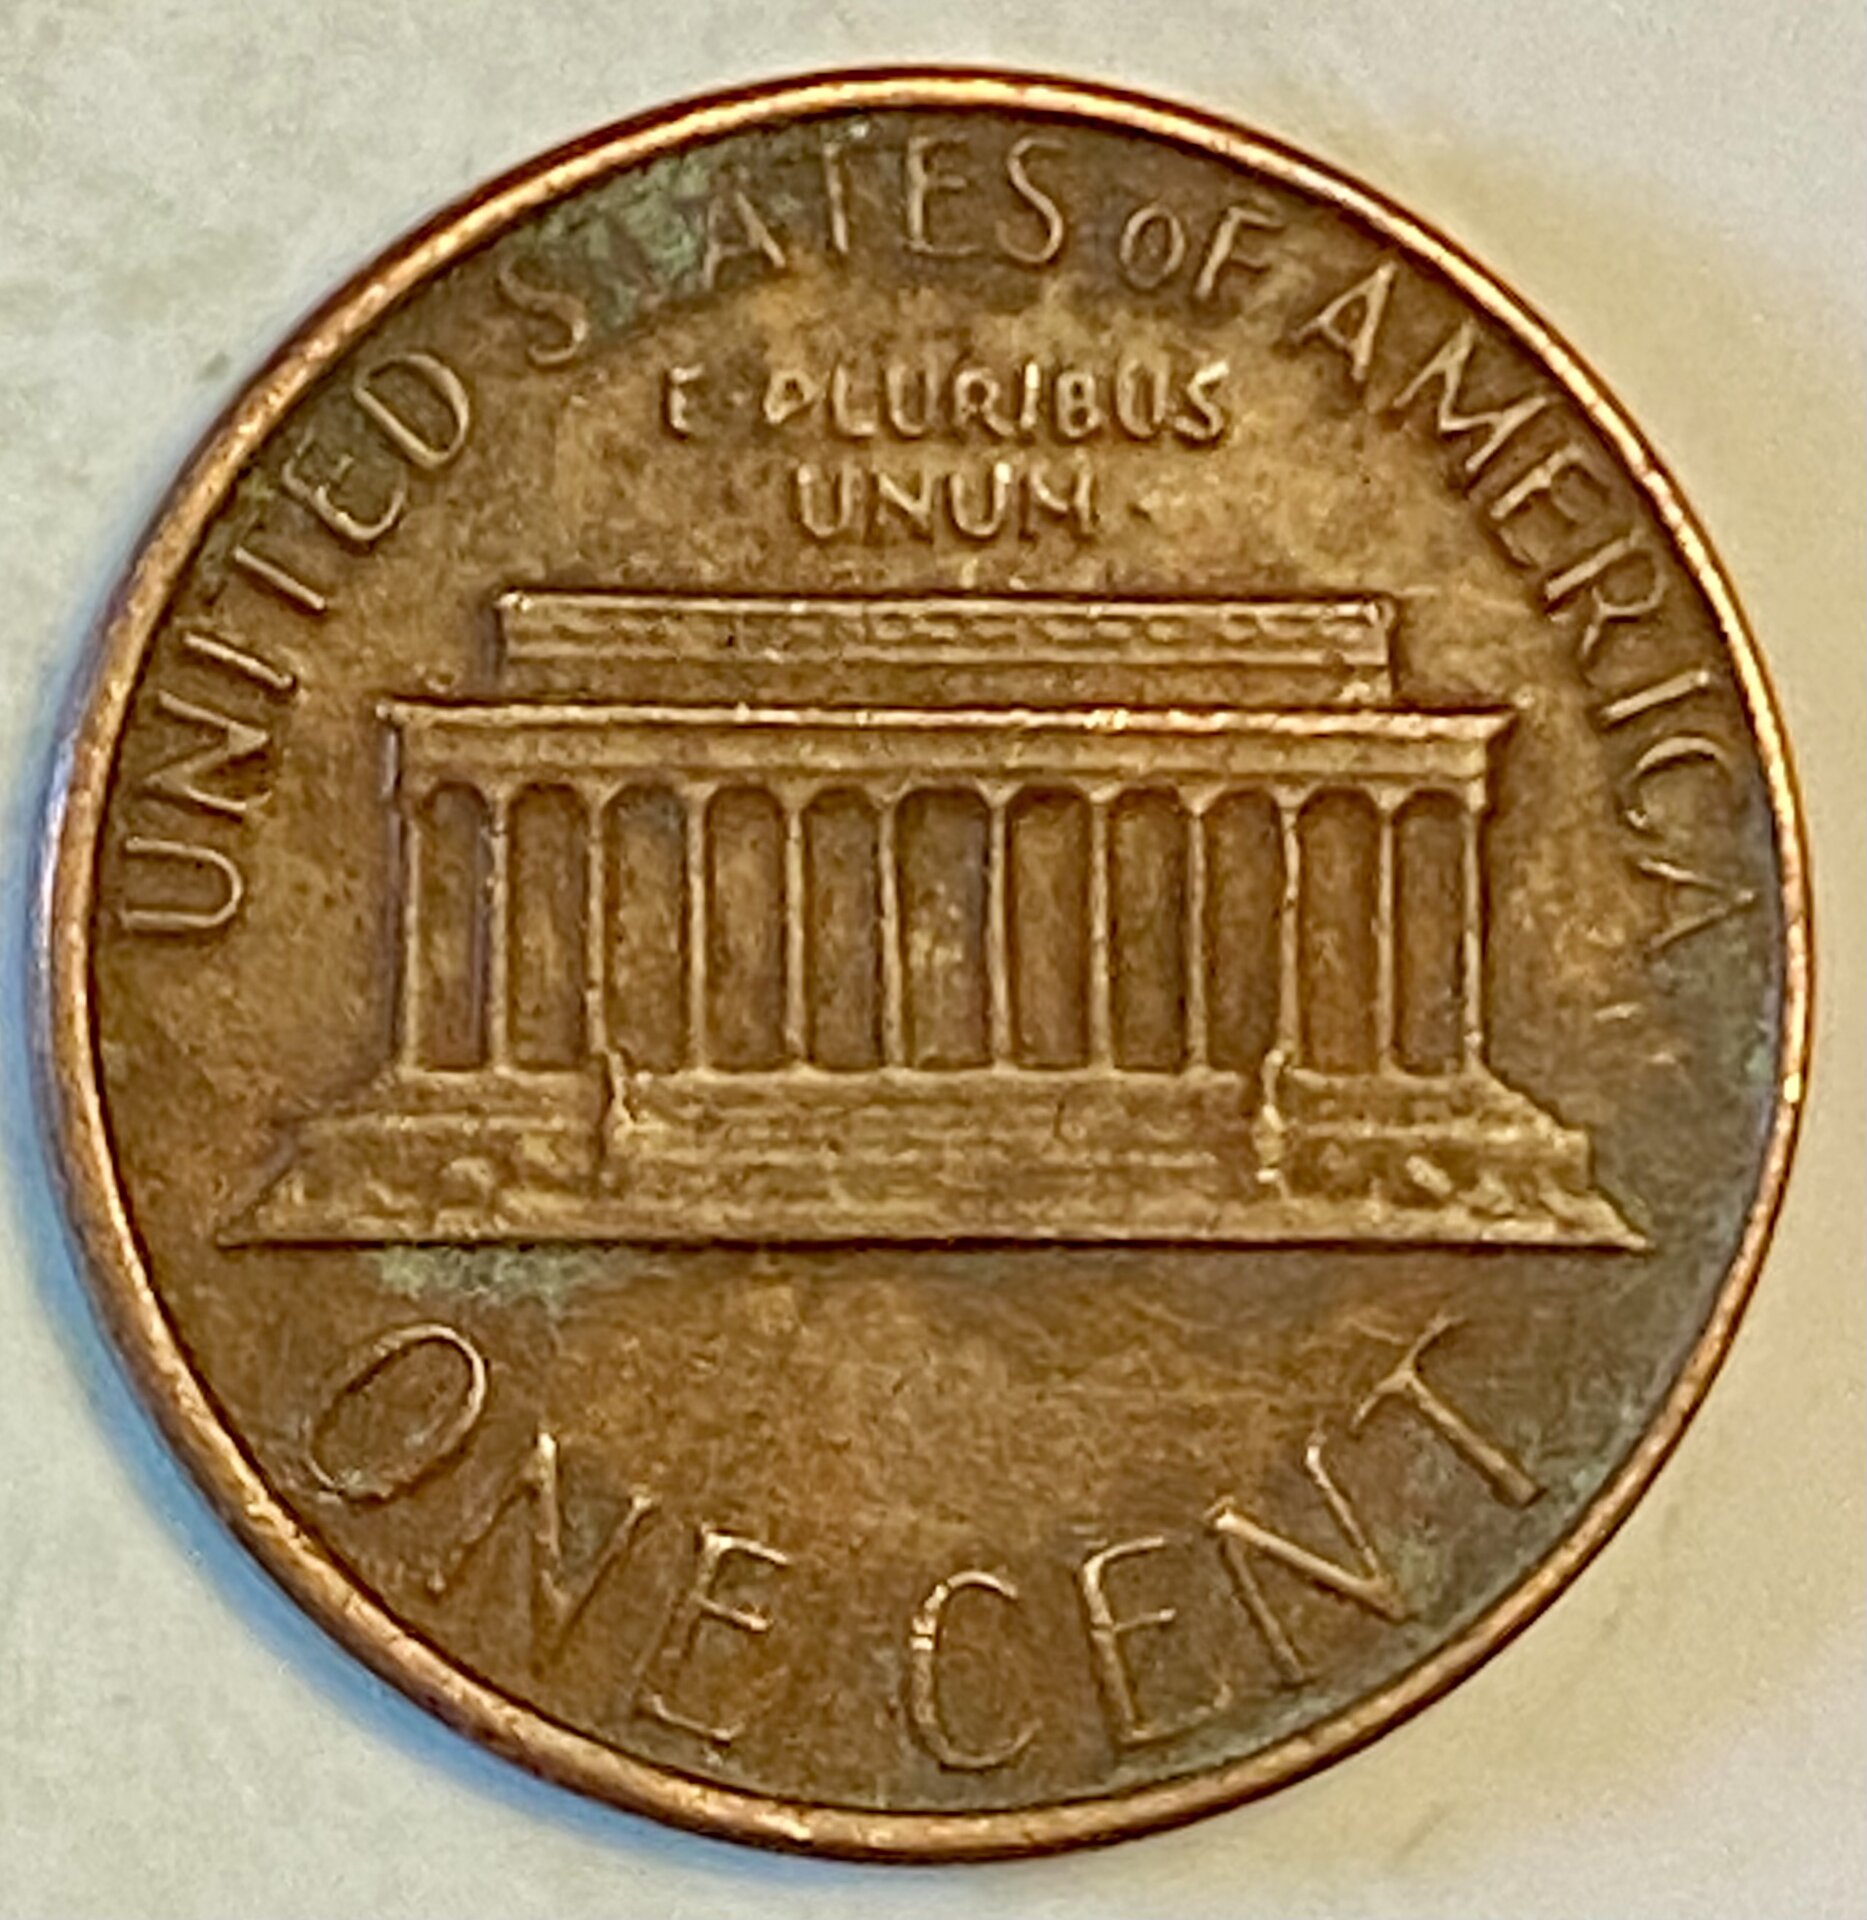 UNITED STATES OF AMERICA
E·PLURIBUS
UNUM
ONE CENT